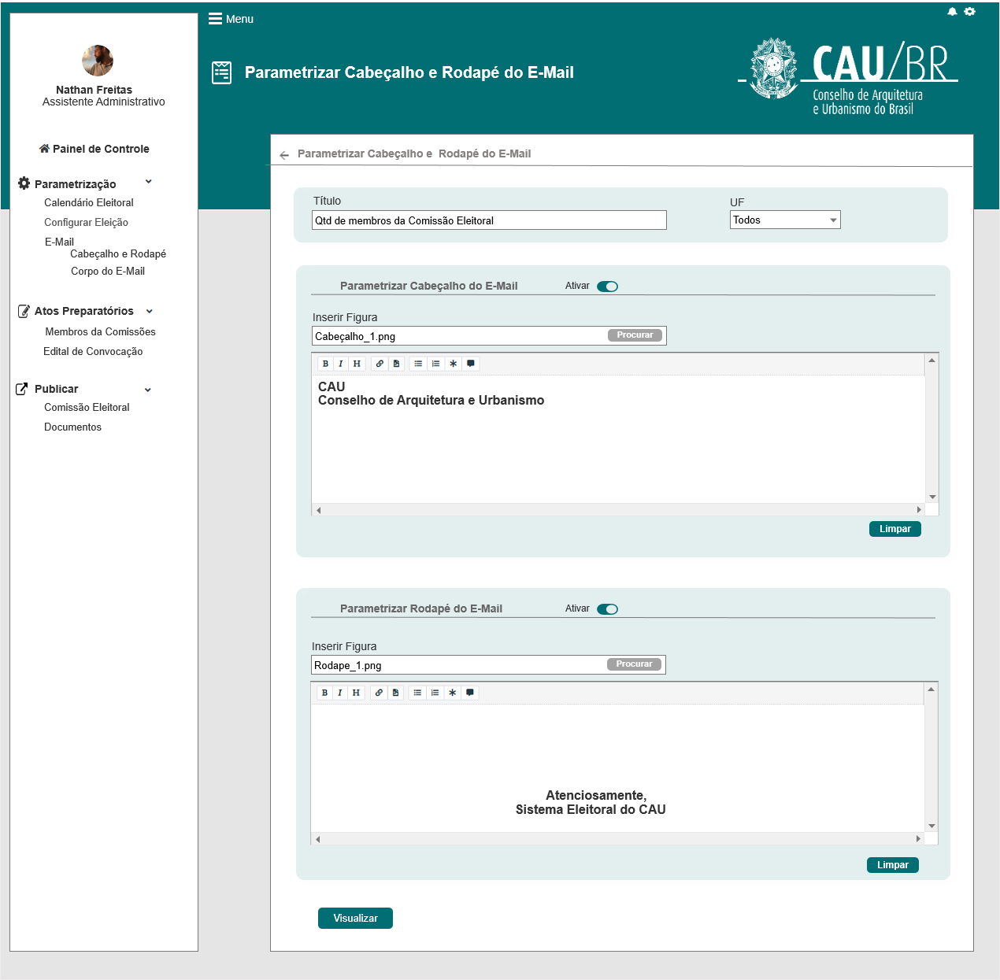 Menu
Nathan Freitas
Assistente Administrativo
Painel de Controle
Parametrização
Calendário Eleitoral
Configurar Eleição
E-Mail
Cabeçalho e Rodapé
Corpo do E-Mail
Atos Preparatórios
Membros da Comissões
Edital de Convocação
Publicar
Comissão Eleitoral
Documentos
Parametrizar Cabeçalho e Rodapé do E-Mail
CAU/BR
Conselho de Arquitetura
e Urbanismo do Brasil
Parametrizar Cabeçalho e Rodapé do E-Mail
Título
UF
Qtd de membros da Comissão Eleitoral
Todos
Parametrizar Cabeçalho do E-Mail
Ativar
Inserir Figura
Cabeçalho_1.png
Procurar
B I H
CAU
Conselho de Arquitetura e Urbanismo
Limpar
Parametrizar Rodapé do E-Mail
Ativar
Inserir Figura
Rodape_1.png
Procurar
B I H
Atenciosamente,
Sistema Eleitoral do CAU
Limpar
Visualizar